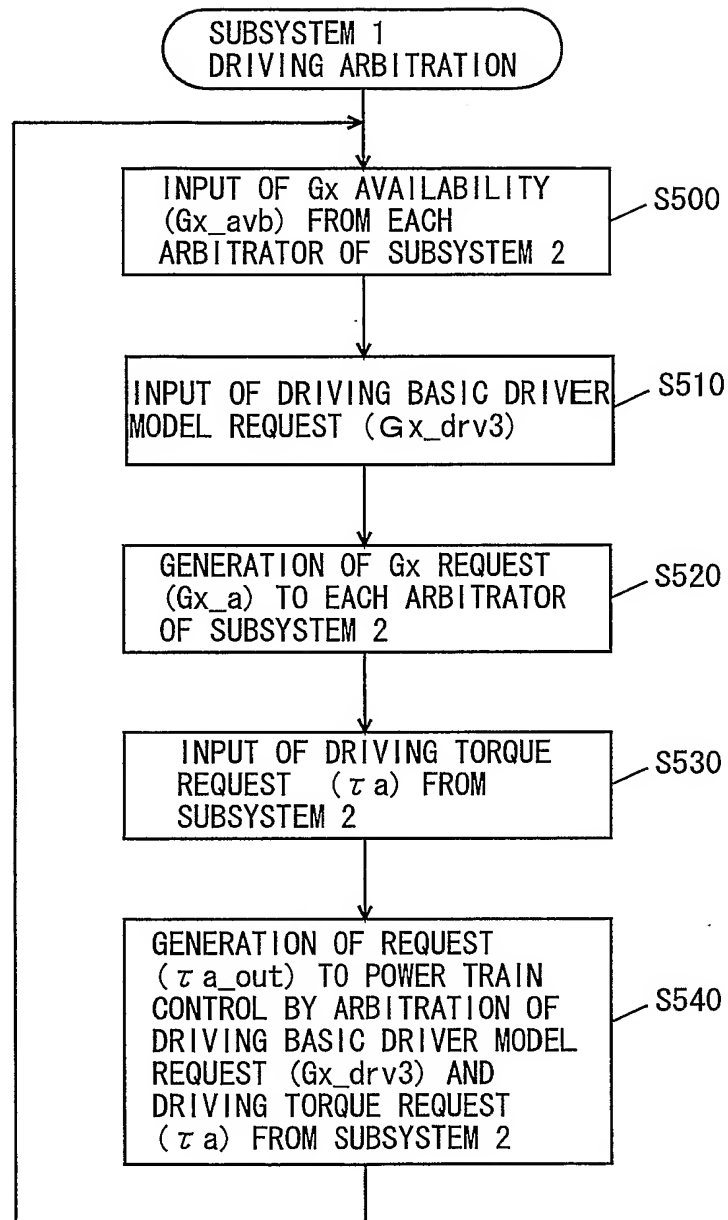 SUBSYSTEM 1
DRIVING ARBITRATION
INPUT OF Gx AVAILABILITY
(Gx_avb) FROM EACH
ARBITRATOR OF SUBSYSTEM 2
S500
INPUT OF DRIVING BASIC DRIVER
MODEL REQUEST (Gx_drv3)
S510
GENERATION OF Gx REQUEST
(Gx_a) TO EACH ARBITRATOR
OF SUBSYSTEM 2
S520
INPUT OF DRIVING TORQUE
REQUEST (τa) FROM
SUBSYSTEM 2
S530
GENERATION OF REQUEST
(τa_out) TO POWER TRAIN
CONTROL BY ARBITRATION OF
DRIVING BASIC DRIVER MODEL
REQUEST (Gx_drv3) AND
DRIVING TORQUE REQUEST
(τa) FROM SUBSYSTEM 2
S540